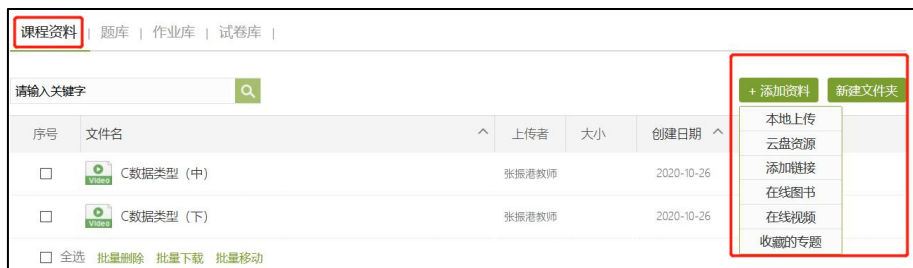 课程资料 | 题库 | 作业库 | 试卷库 |
请输入关键字
+ 添加资料 新建文件夹
本地上传
云盘资源
添加链接
在线图书
在线视频
收藏的专题
序号 文件名 上传者 大小 创建日期
Video C数据类型（中） 张振港教师 2020-10-26
Video C数据类型（下） 张振港教师 2020-10-26
全选 批量删除 批量下载 批量移动